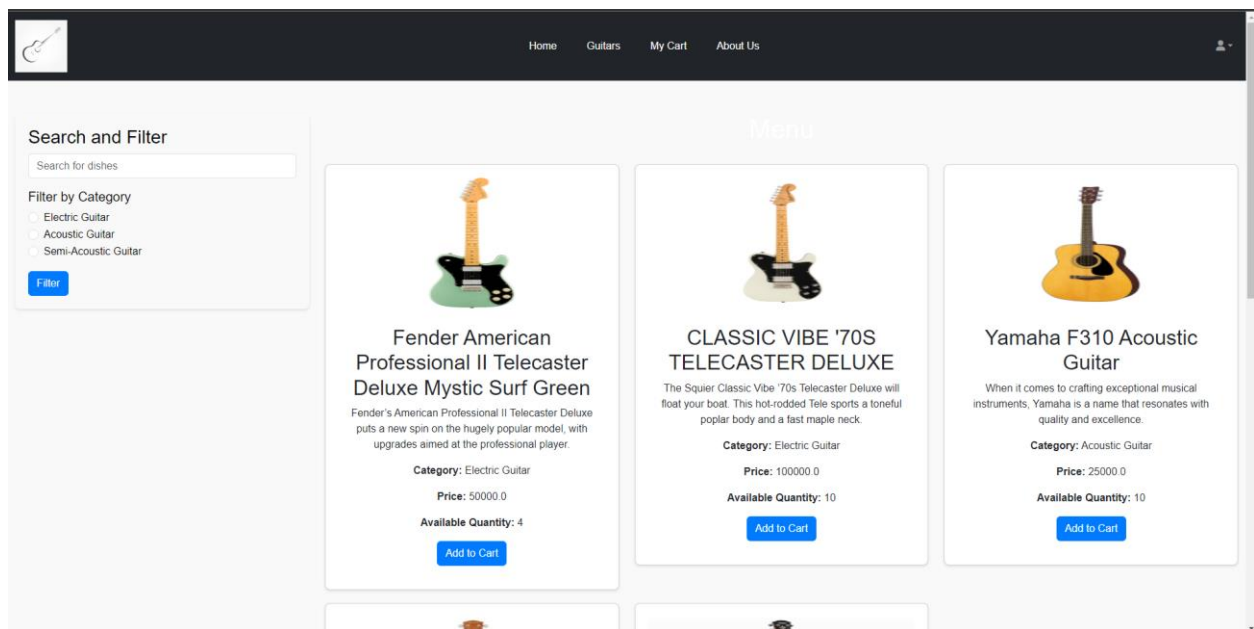 Home Guitars My Cart About Us
Search and Filter
Search for dishes
Filter by Category
Electric Guitar
Acoustic Guitar
Semi-Acoustic Guitar
Filter
Menu
Fender American
Professional II Telecaster
Deluxe Mystic Surf Green
Fender's American Professional II Telecaster Deluxe
puts a new spin on the hugely popular model, with
upgrades aimed at the professional player.
Category: Electric Guitar
Price: 50000.0
Available Quantity: 4
Add to Cart
CLASSIC VIBE '70S
TELECASTER DELUXE
The Squier Classic Vibe '70s Telecaster Deluxe will
float your boat. This hot-rodded Tele sports a toneful
poplar body and a fast maple neck.
Category: Electric Guitar
Price: 100000.0
Available Quantity: 10
Add to Cart
Yamaha F310 Acoustic
Guitar
When it comes to crafting exceptional musical
instruments, Yamaha is a name that resonates with
quality and excellence.
Category: Acoustic Guitar
Price: 25000.0
Available Quantity: 10
Add to Cart